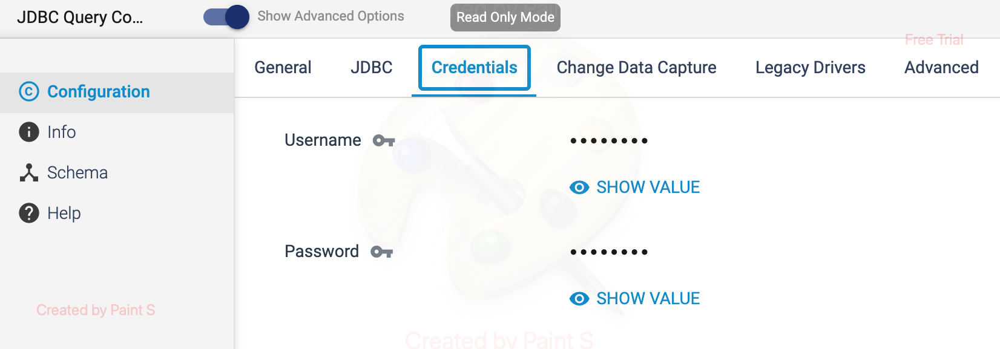 JDBC Query Co...
Show Advanced Options
Read Only Mode
Free Trial
General
JDBC
Credentials
Change Data Capture
Legacy Drivers
Advanced
Configuration
Info
Schema
Help
Username
••••••••
SHOW VALUE
Password
••••••••
SHOW VALUE
Created by Paint S
Created by Paint S